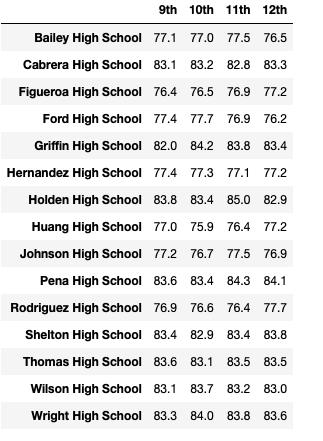 9th 10th 11th 12th
Bailey High School 77.1 77.0 77.5 76.5
Cabrera High School 83.1 83.2 82.8 83.3
Figueroa High School 76.4 76.5 76.9 77.2
Ford High School 77.4 77.7 76.9 76.2
Griffin High School 82.0 84.2 83.8 83.4
Hernandez High School 77.4 77.3 77.1 77.2
Holden High School 83.8 83.4 85.0 82.9
Huang High School 77.0 75.9 76.4 77.2
Johnson High School 77.2 76.7 77.5 76.9
Pena High School 83.6 83.4 84.3 84.1
Rodriguez High School 76.9 76.6 76.4 77.7
Shelton High School 83.4 82.9 83.4 83.8
Thomas High School 83.6 83.1 83.5 83.5
Wilson High School 83.1 83.7 83.2 83.0
Wright High School 83.3 84.0 83.8 83.6